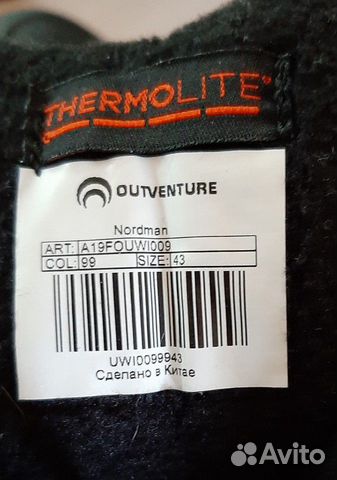 THERMOLITE®
OUTVENTURE
Nordman
ART: A19FOUWI009
COL: 99 SIZE: 43
UWI0099943
Сделано в Китае
Avito